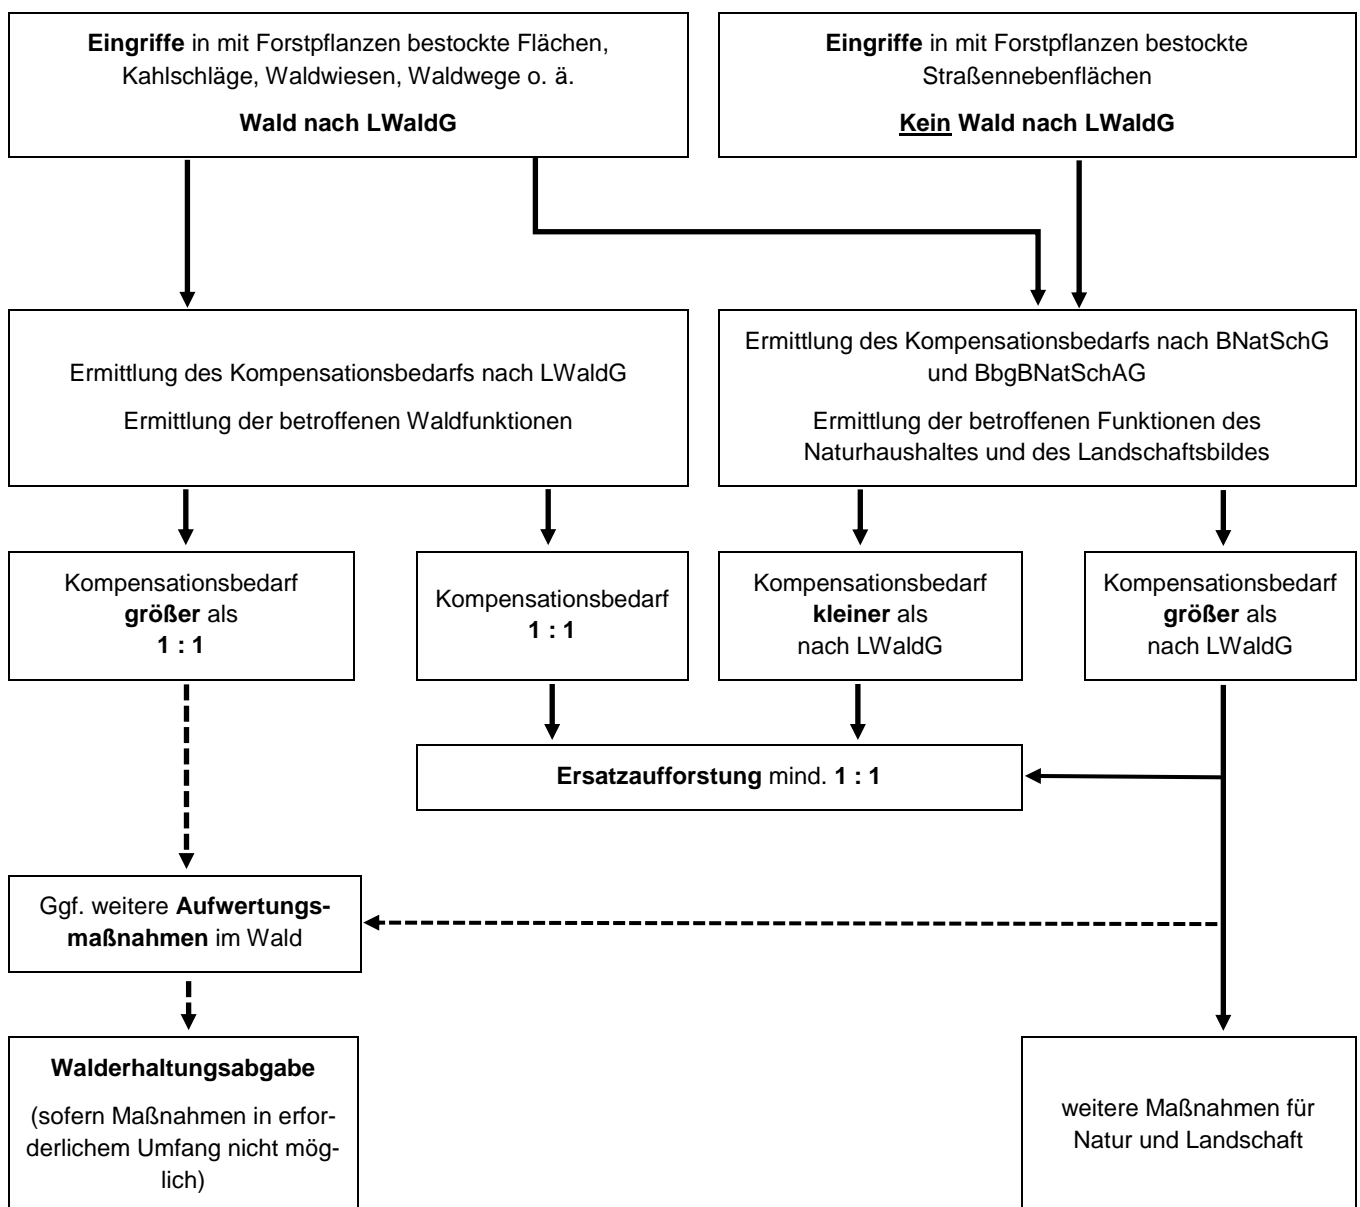 Eingriffe in mit Forstpflanzen bestockte Flächen,
Kahlschläge, Waldwiesen, Waldwege o. ä.
Wald nach LWaldG
Eingriffe in mit Forstpflanzen bestockte
Straßennebenflächen
Kein Wald nach LWaldG
Ermittlung des Kompensationsbedarfs nach LWaldG
Ermittlung der betroffenen Waldfunktionen
Ermittlung des Kompensationsbedarfs nach BNatSchG
und BbgBNatSchAG
Ermittlung der betroffenen Funktionen des
Naturhaushaltes und des Landschaftsbildes
Kompensationsbedarf
größer als
1 : 1
Kompensationsbedarf
1 : 1
Kompensationsbedarf
kleiner als
nach LWaldG
Kompensationsbedarf
größer als
nach LWaldG
Ersatzaufforstung mind. 1 : 1
Ggf. weitere Aufwertungs-
maßnahmen im Wald
Walderhaltungsabgabe
(sofern Maßnahmen in erfor-
derlichem Umfang nicht mög-
lich)
weitere Maßnahmen für
Natur und Landschaft